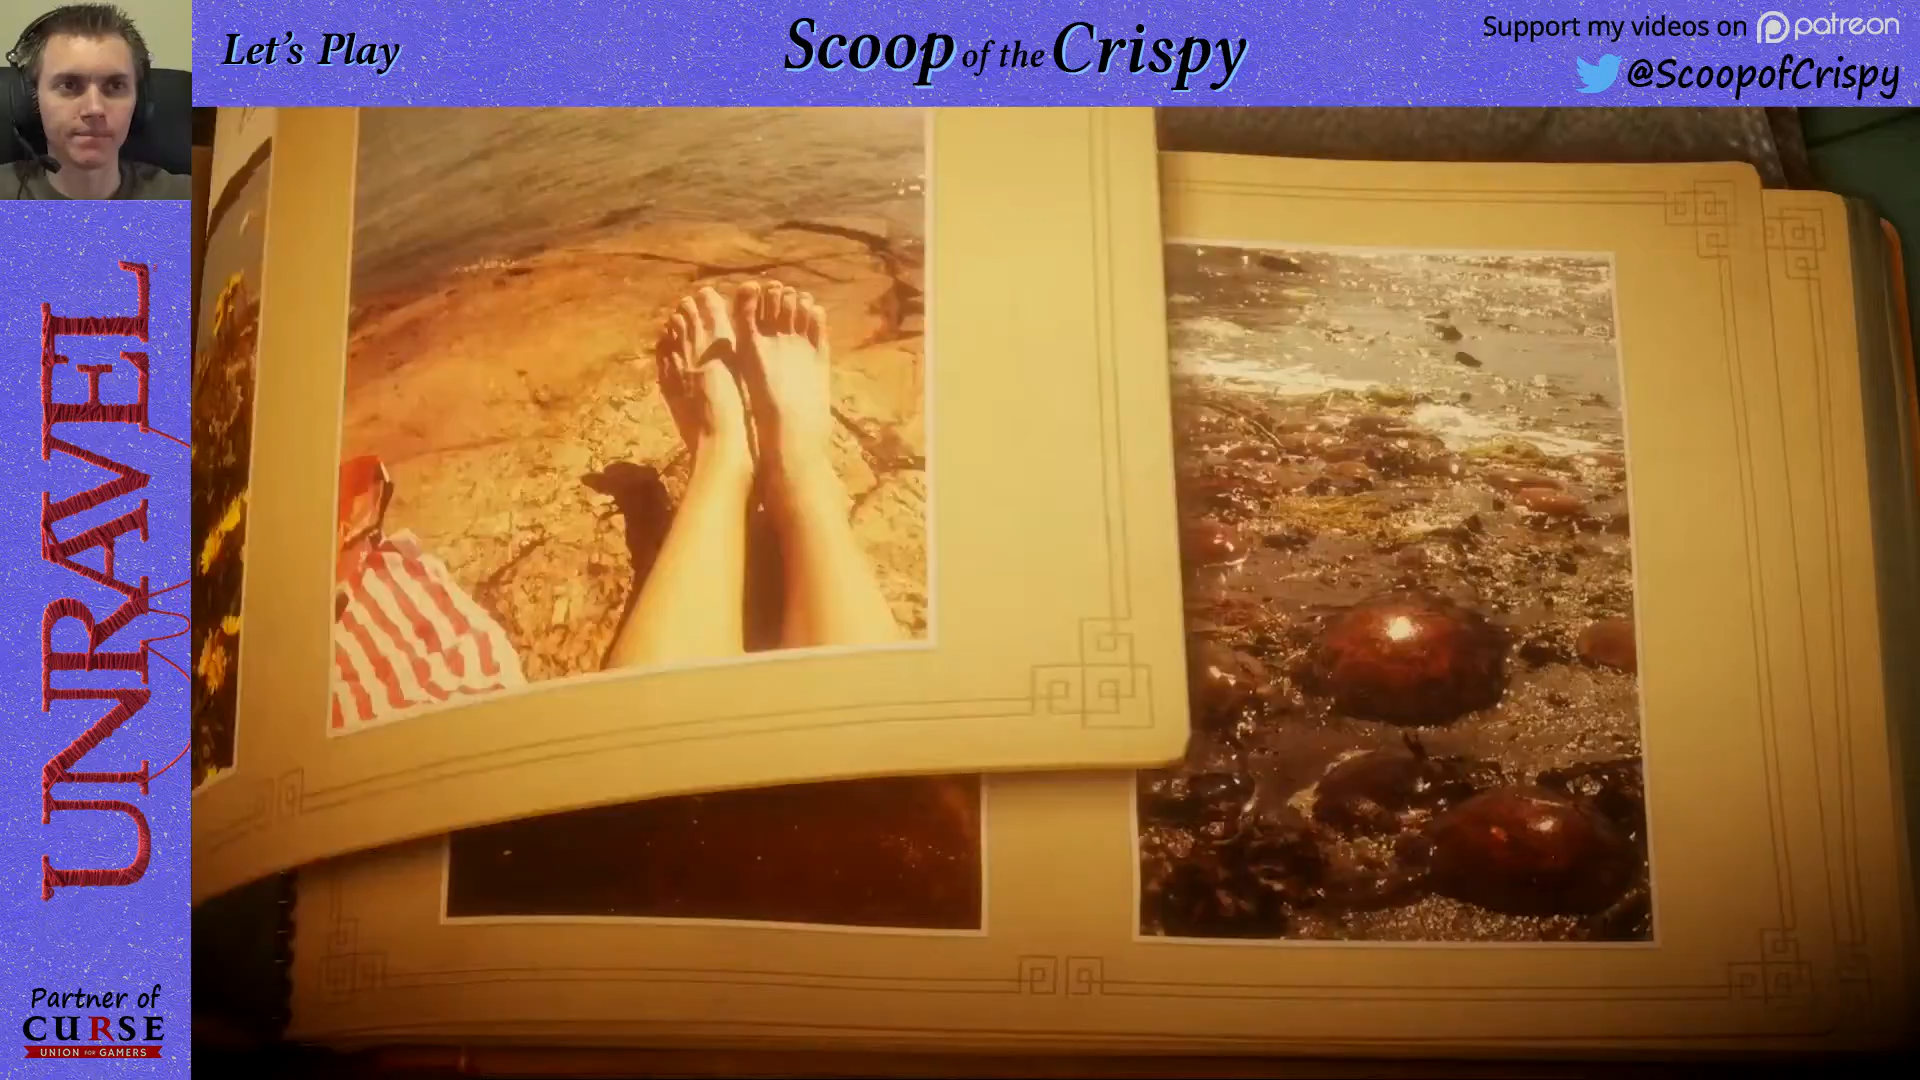 Let's Play
Scoop of the Crispy
Support my videos on patreon
@ScoopofCrispy
UNRAVEL
Partner of
CURSE
UNION FOR GAMERS